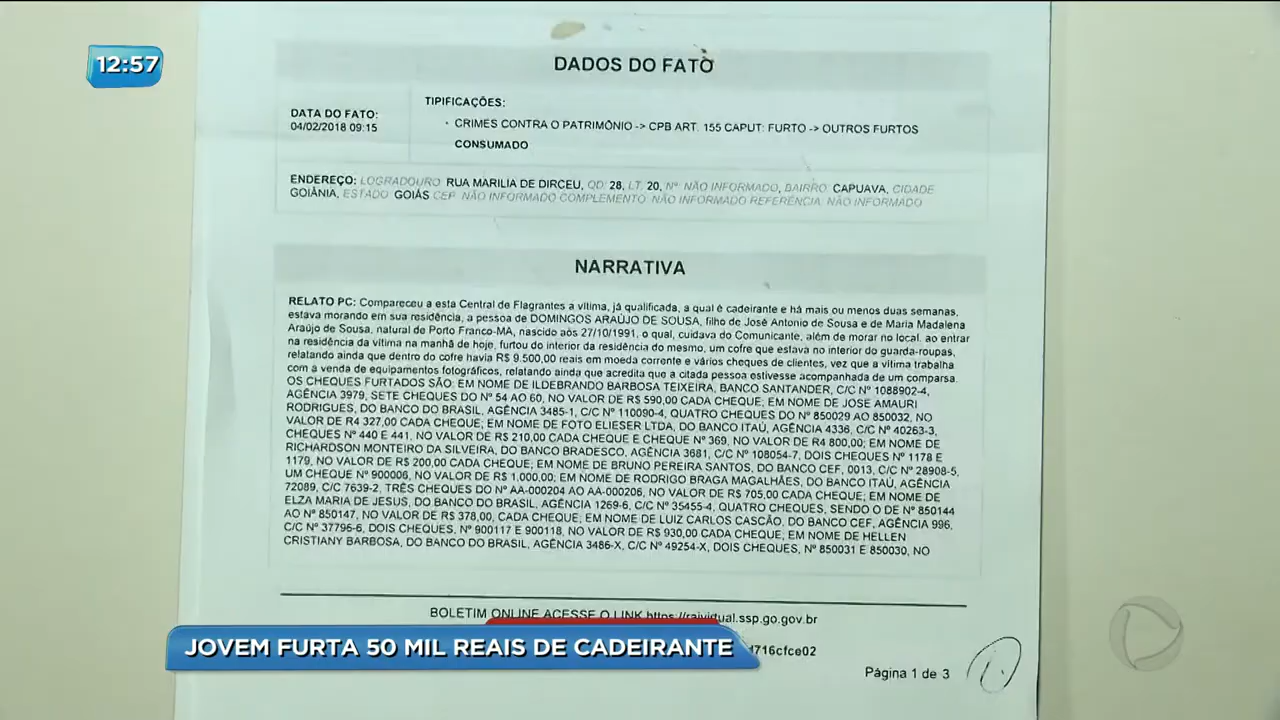 12:57
DADOS DO FATO
DATA DO FATO:
04/02/2018 09:15
TIPIFICAÇÕES:
• CRIMES CONTRA O PATRIMÔNIO -> CPB ART. 155 CAPUT: FURTO -> OUTROS FURTOS
CONSUMADO
ENDEREÇO: LOGRADOURO: RUA MARILIA DE DIRCEU, QD: 28, LT: 20, Nº: NÃO INFORMADO, BAIRRO: CAPUAVA, CIDADE:
GOIÂNIA, ESTADO: GOIÁS CEP: NÃO INFORMADO COMPLEMENTO: NÃO INFORMADO REFERÊNCIA: NÃO INFORMADO
NARRATIVA
RELATO PC: Compareceu a esta Central de Flagrantes a vítima, já qualificada, a qual é cadeirante e há mais ou menos duas semanas,
estava morando em sua residência, a pessoa de DOMINGOS ARAÚJO DE SOUSA, filho de José Antonio de Sousa e de Maria Madalena
Araújo de Sousa, natural de Porto Franco-MA, nascido aos 27/10/1991, o qual, cuidava do Comunicante, além de morar no local, ao entrar
na residência da vítima na manhã de hoje, furtou do interior da residência do mesmo, um cofre que estava no interior do guarda-roupas,
relatando ainda que dentro do cofre havia R$ 9.500,00 reais em moeda corrente e vários cheques de clientes, vez que a vítima trabalha
com a venda de equipamentos fotográficos, relatando ainda que acredita que a citada pessoa estivesse acompanhada de um comparsa.
OS CHEQUES FURTADOS SÃO: EM NOME DE ILDEBRANDO BARBOSA TEIXEIRA, BANCO SANTANDER, C/C Nº 1088902-4,
AGÊNCIA 3979, SETE CHEQUES DO Nº 54 AO 60, NO VALOR DE R$ 590,00 CADA CHEQUE; EM NOME DE JOSE AMAURI
RODRIGUES, DO BANCO DO BRASIL, AGÊNCIA 3485-1, C/C Nº 110090-4, QUATRO CHEQUES DO Nº 850029 AO 850032, NO
VALOR DE R4 327,00 CADA CHEQUE; EM NOME DE FOTO ELIESER LTDA, DO BANCO ITAÚ, AGÊNCIA 4336, C/C Nº 40263-3,
CHEQUES Nº 440 E 441, NO VALOR DE R$ 210,00 CADA CHEQUE E CHEQUE Nº 369, NO VALOR DE R4 800,00; EM NOME DE
RICHARDSON MONTEIRO DA SILVEIRA, DO BANCO BRADESCO, AGÊNCIA 3681, C/C Nº 108054-7, DOIS CHEQUES Nº 1178 E
1179, NO VALOR DE R$ 200,00 CADA CHEQUE; EM NOME DE BRUNO PEREIRA SANTOS, DO BANCO CEF, 0013, C/C Nº 28908-5,
UM CHEQUE Nº 900006, NO VALOR DE R$ 1.000,00; EM NOME DE RODRIGO BRAGA MAGALHÃES, DO BANCO ITAÚ, AGÊNCIA
72089, C/C 7639-2, TRÊS CHEQUES DO Nº AA-000204 AO AA-000206, NO VALOR DE R$ 705,00 CADA CHEQUE; EM NOME DE
ELZA MARIA DE JESUS, DO BANCO DO BRASIL, AGÊNCIA 1269-6, C/C Nº 35455-4, QUATRO CHEQUES, SENDO O DE Nº 850144
AO Nº 850147, NO VALOR DE R$ 378,00, CADA CHEQUE; EM NOME DE LUIZ CARLOS CASCÃO, DO BANCO CEF, AGÊNCIA 996,
C/C Nº 37796-6, DOIS CHEQUES, Nº 900117 E 900118, NO VALOR DE R$ 930,00 CADA CHEQUE, EM NOME DE HELLEN
CRISTIANY BARBOSA, DO BANCO DO BRASIL, AGÊNCIA 3486-X, C/C Nº 49254-X, DOIS CHEQUES, Nº 850031 E 850030, NO
BOLETIM ONLINE ACESSE O LINK https://raivirtual.ssp.go.gov.br
716cfce02
JOVEM FURTA 50 MIL REAIS DE CADEIRANTE
Página 1 de 3